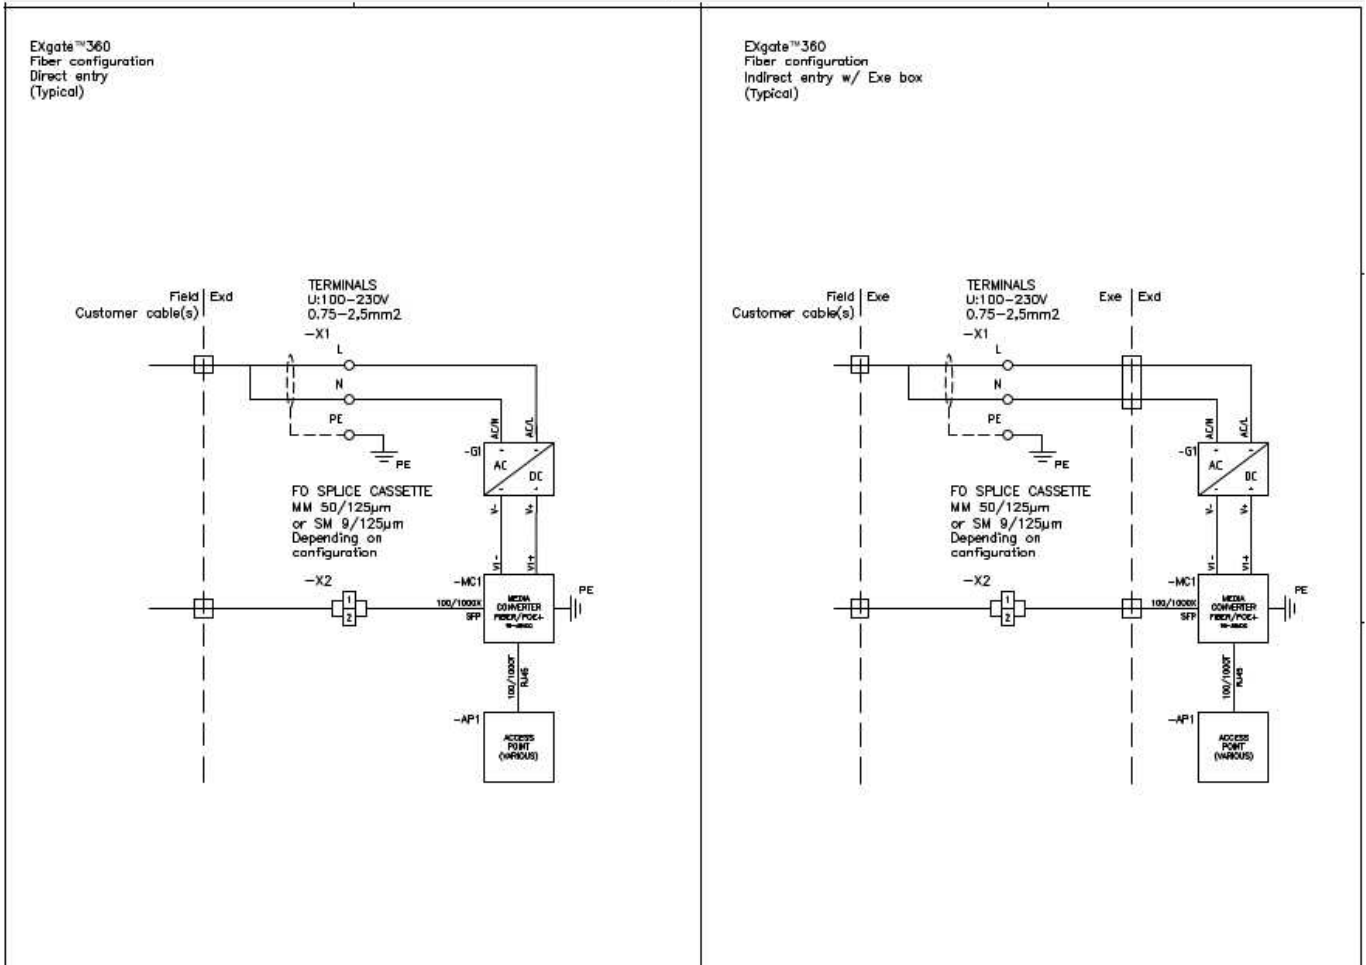 EXgate™360
Fiber configuration
Direct entry
(Typical)
Field
Exd
Customer cable(s)
TERMINALS
U:100-230V
0.75-2,5mm2
-X1
L
N
PE
PE
AC/N
AC/L
-G1
AC
DC
V-
V+
FO SPLICE CASSETTE
MM 50/125µm
or SM 9/125µm
Depending on
configuration
V1-
V1+
-X2
1
2
-MC1
100/1000X
SFP
MEDIA
CONVERTER
FIBER/POE+
PE
100/1000T
RJ45
-AP1
ACCESS
POINT
(VARIOUS)
EXgate™360
Fiber configuration
Indirect entry w/ Exe box
(Typical)
Field
Exe
Customer cable(s)
TERMINALS
U:100-230V
0.75-2,5mm2
Exe
Exd
-X1
L
N
PE
PE
AC/N
AC/L
-G1
AC
DC
V-
V+
FO SPLICE CASSETTE
MM 50/125µm
or SM 9/125µm
Depending on
configuration
V1-
V1+
-X2
1
2
-MC1
100/1000X
SFP
MEDIA
CONVERTER
FIBER/POE+
PE
100/1000T
RJ45
-AP1
ACCESS
POINT
(VARIOUS)